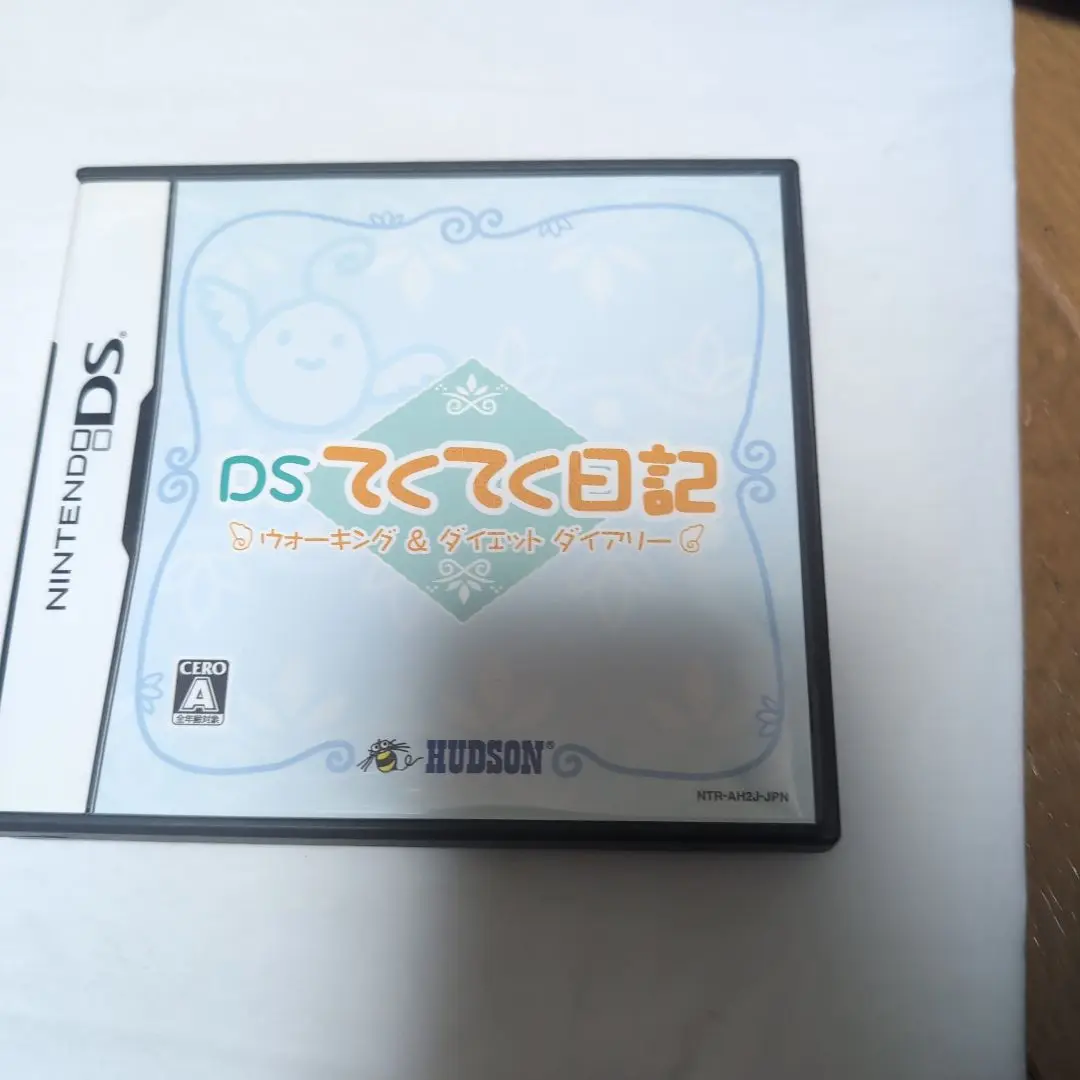 NINTENDO DS®
DS てくてく日記
ウォーキング & ダイエット ダイアリー
CERO
A
全年齢対象
HUDSON®
NTR-AH2J-JPN